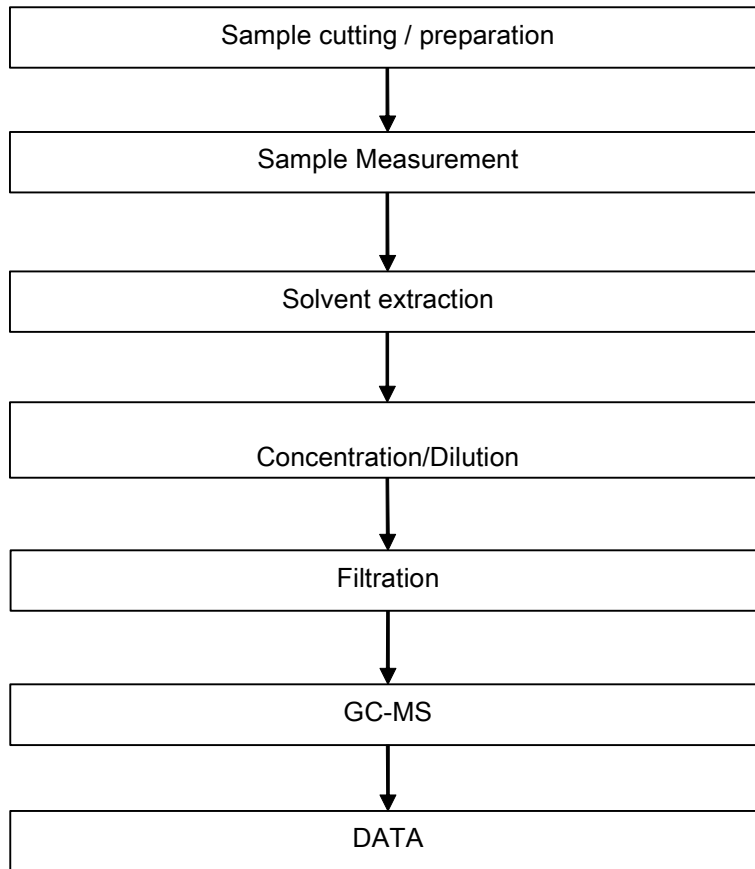 Sample cutting / preparation
Sample Measurement
Solvent extraction
Concentration/Dilution
Filtration
GC-MS
DATA